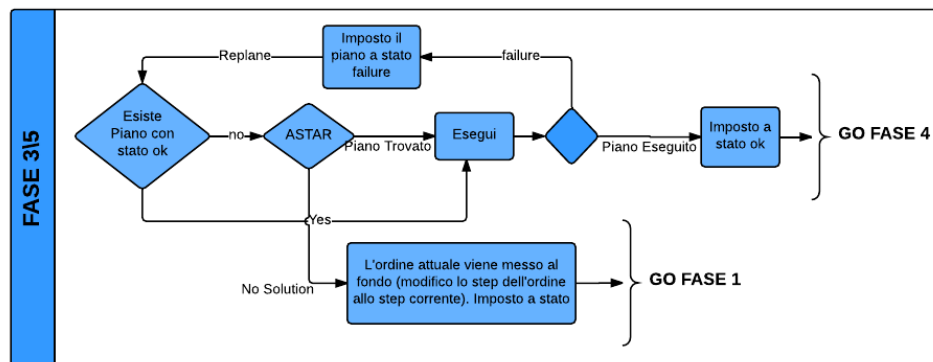 FASE 3\5
Imposto il
piano a stato
failure
Replane
failure
Esiste
Piano con
stato ok
no
ASTAR
Piano Trovato
Esegui
Piano Eseguito
Imposto a
stato ok
GO FASE 4
Yes
No Solution
L'ordine attuale viene messo al
fondo (modifico lo step dell'ordine
allo step corrente). Imposto a stato
GO FASE 1